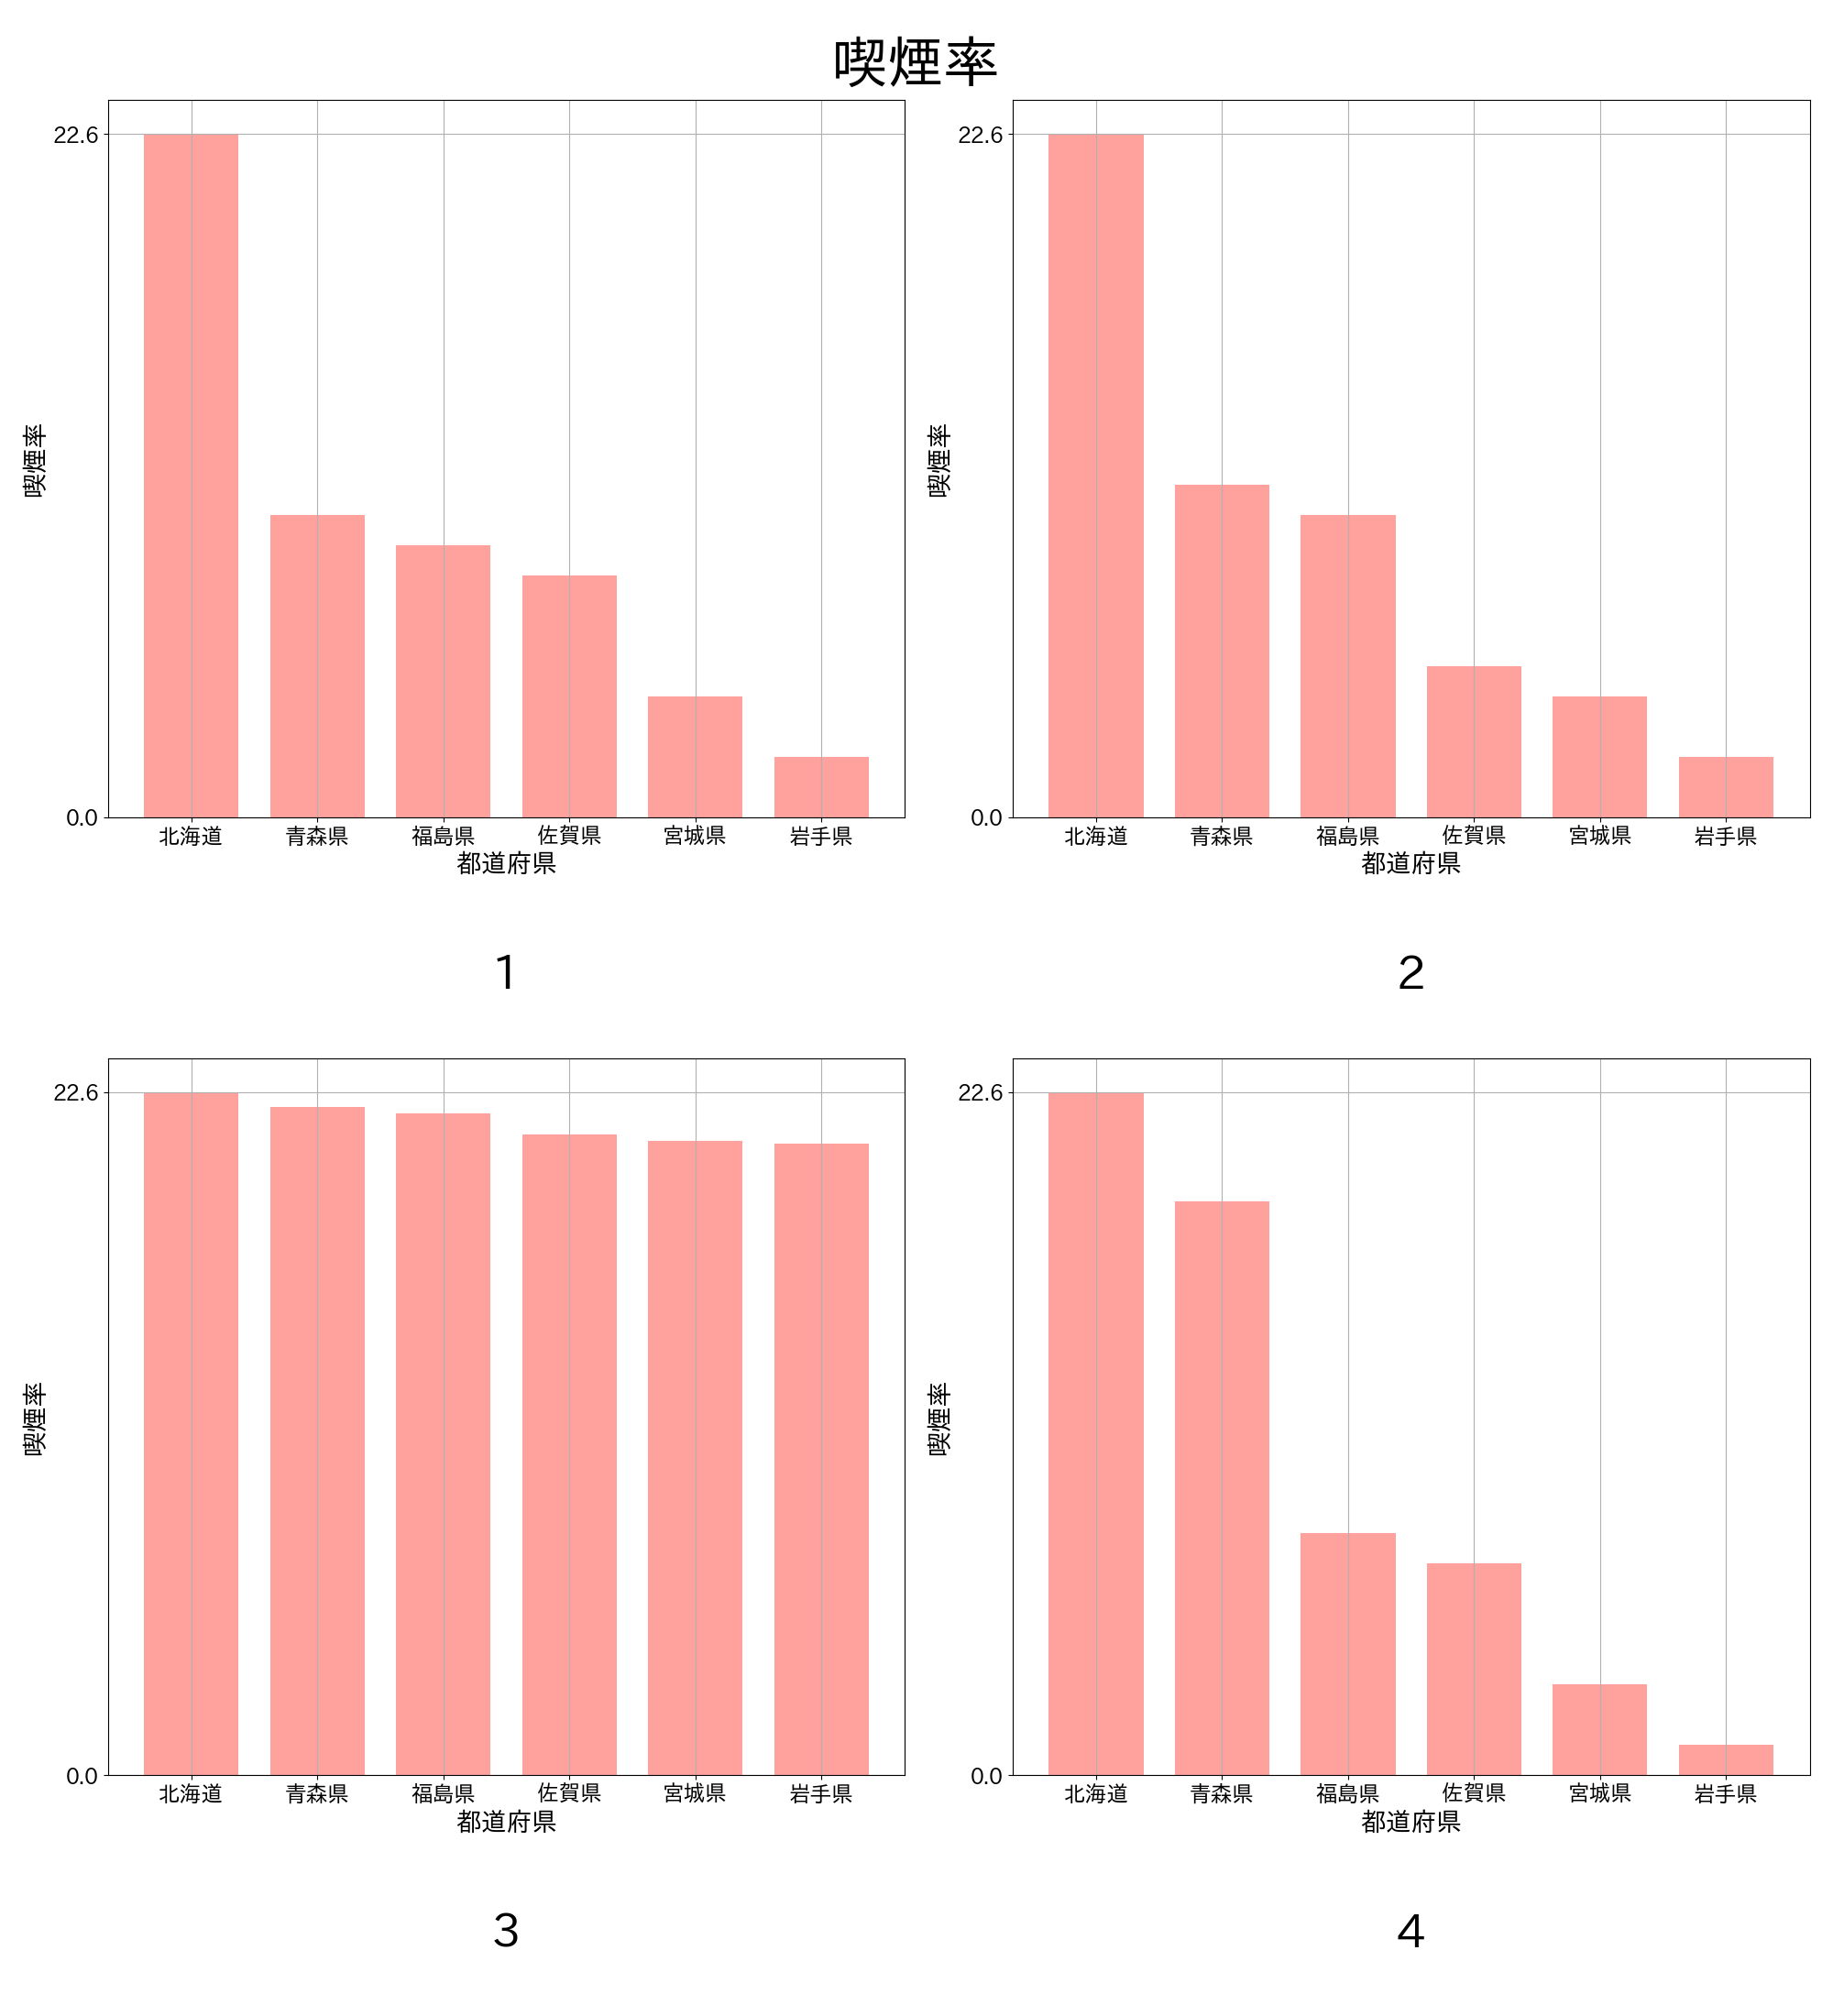 喫煙率
22.6
喫煙率
0.0
北海道 青森県 福島県 佐賀県 宮城県 岩手県
都道府県
1
22.6
喫煙率
0.0
北海道 青森県 福島県 佐賀県 宮城県 岩手県
都道府県
2
22.6
喫煙率
0.0
北海道 青森県 福島県 佐賀県 宮城県 岩手県
都道府県
3
22.6
喫煙率
0.0
北海道 青森県 福島県 佐賀県 宮城県 岩手県
都道府県
4